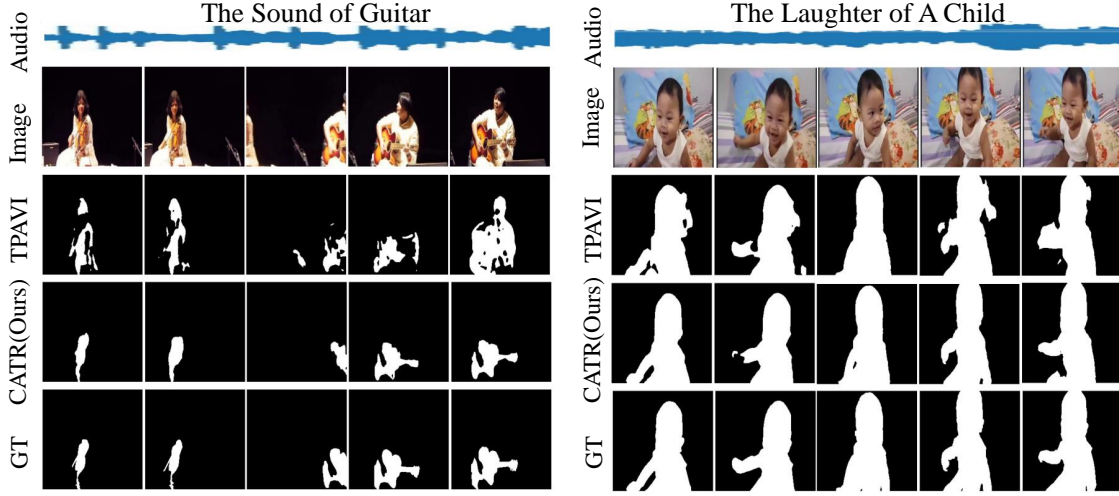 The Sound of Guitar
Audio
Image
TPAVI
CATR(Ours)
GT
The Laughter of A Child
Audio
Image
TPAVI
CATR(Ours)
GT